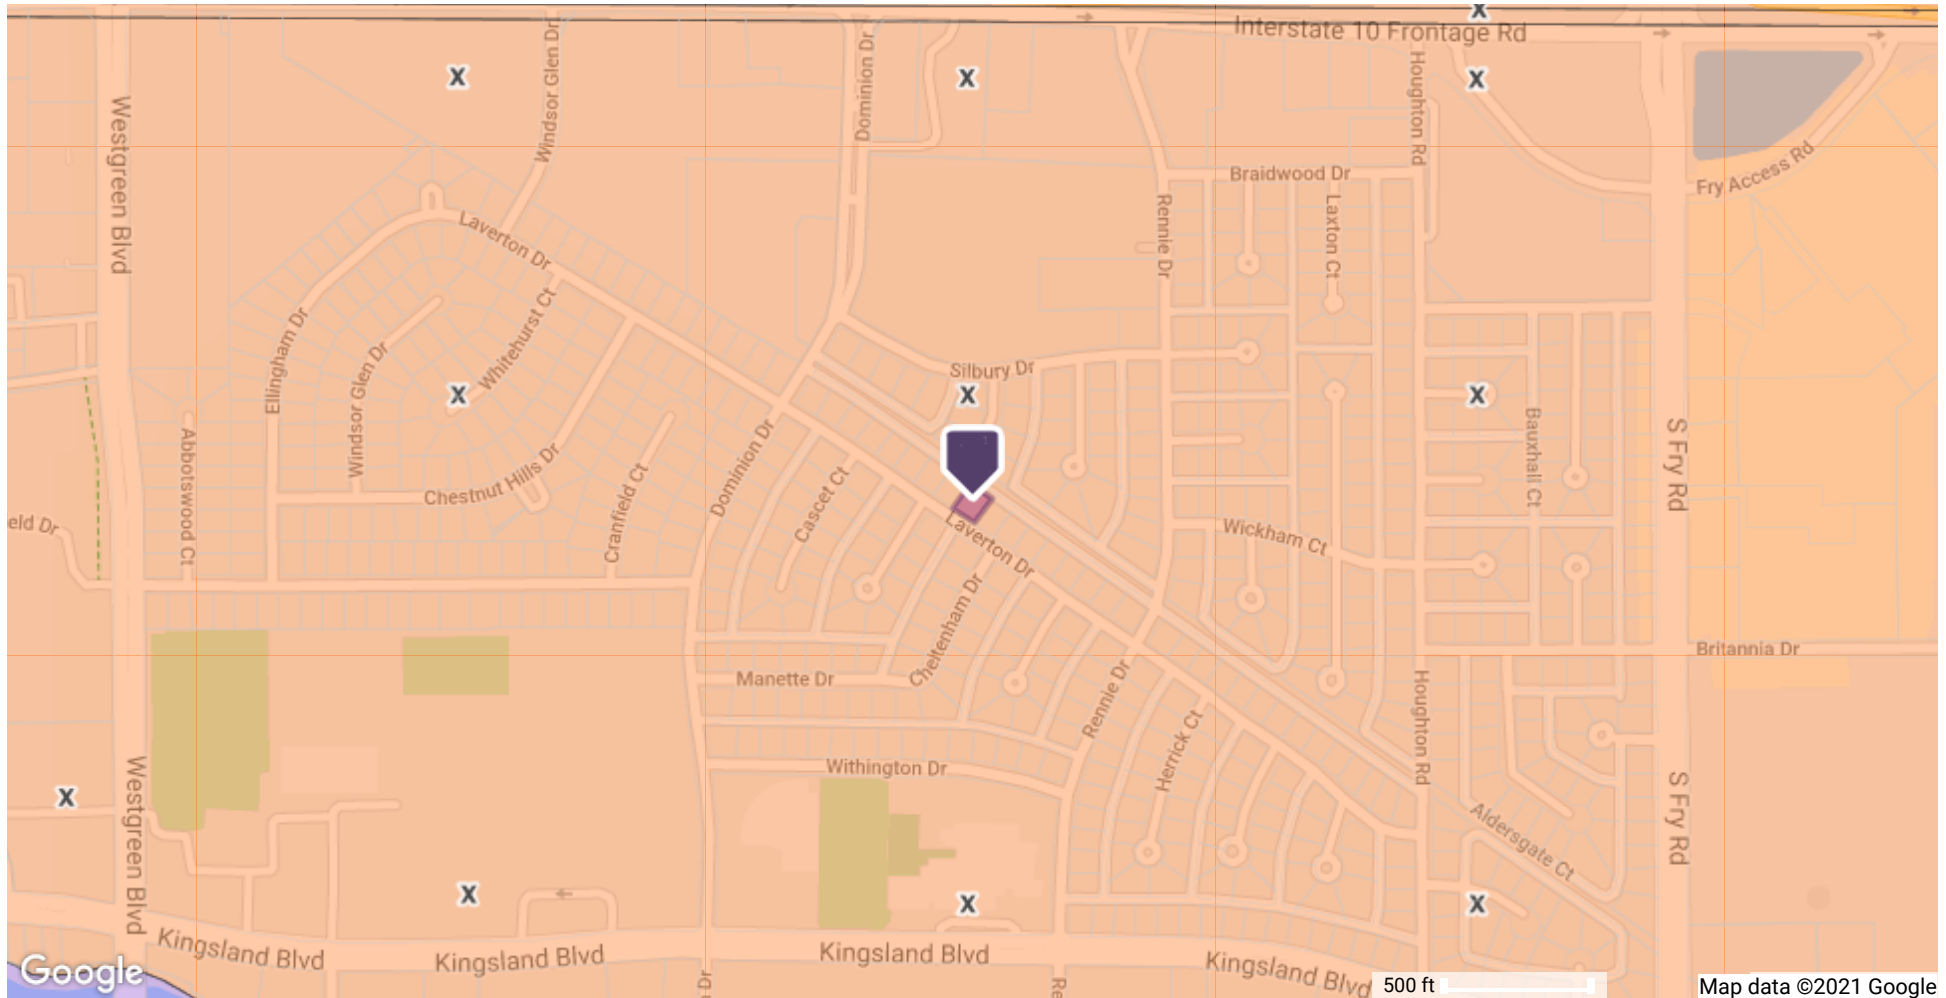 Interstate 10 Frontage Rd
X
X
X
X
Westgreen Blvd
Windsor Glen Dr
Dominion Dr
Houghton Rd
Fry Access Rd
Braidwood Dr
Laxton Ct
Rennie Dr
Laverton Dr
Ellingham Dr
Windsor Glen Dr
Whitehurst Ct
X
Silbury Dr
X
X
Abbotswood Ct
Chestnut Hills Dr
Cranfield Ct
Dominion Dr
Cascet Ct
Bauxhall Ct
S Fry Rd
eld Dr
Laverton Dr
Wickham Ct
Cheltenham Dr
Manette Dr
Britannia Dr
Rennie Dr
Herrick Ct
Houghton Rd
Withington Dr
X
Westgreen Blvd
S Fry Rd
Aldersgate Ct
X
X
X
Kingsland Blvd
Kingsland Blvd
Kingsland Blvd
Kingsland Blvd
Google
Re
500 ft
Map data ©2021 Google